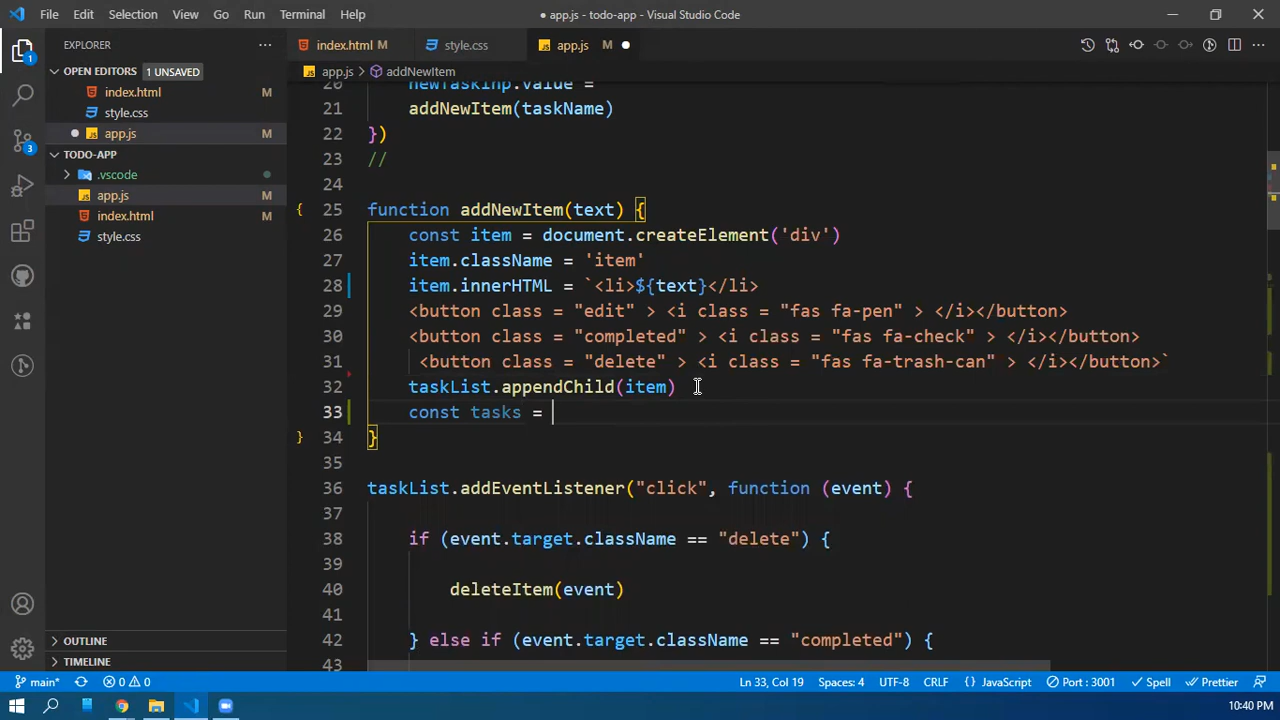 File Edit Selection View Go Run Terminal Help
● app.js - todo-app - Visual Studio Code
EXPLORER
OPEN EDITORS 1 UNSAVED
index.html M
style.css
app.js M
TODO-APP
.vscode
app.js M
index.html M
style.css
OUTLINE
TIMELINE
1
3
index.html M
style.css
app.js M
app.js > addNewItem
20 newTaskInp.value =
21 addNewItem(taskName)
22 })
23 //
24
25 function addNewItem(text) {
26 const item = document.createElement('div')
27 item.className = 'item'
28 item.innerHTML = `<li>${text}</li>
29 <button class = "edit" > <i class = "fas fa-pen" > </i></button>
30 <button class = "completed" > <i class = "fas fa-check" > </i></button>
31 <button class = "delete" > <i class = "fas fa-trash-can" > </i></button>`
32 taskList.appendChild(item)
33 const tasks =
34 }
35
36 taskList.addEventListener("click", function (event) {
37
38 if (event.target.className == "delete") {
39
40 deleteItem(event)
41
42 } else if (event.target.className == "completed") {
43
main* 0 0 Ln 33, Col 19 Spaces: 4 UTF-8 CRLF {} JavaScript Port : 3001 Spell Prettier
10:40 PM